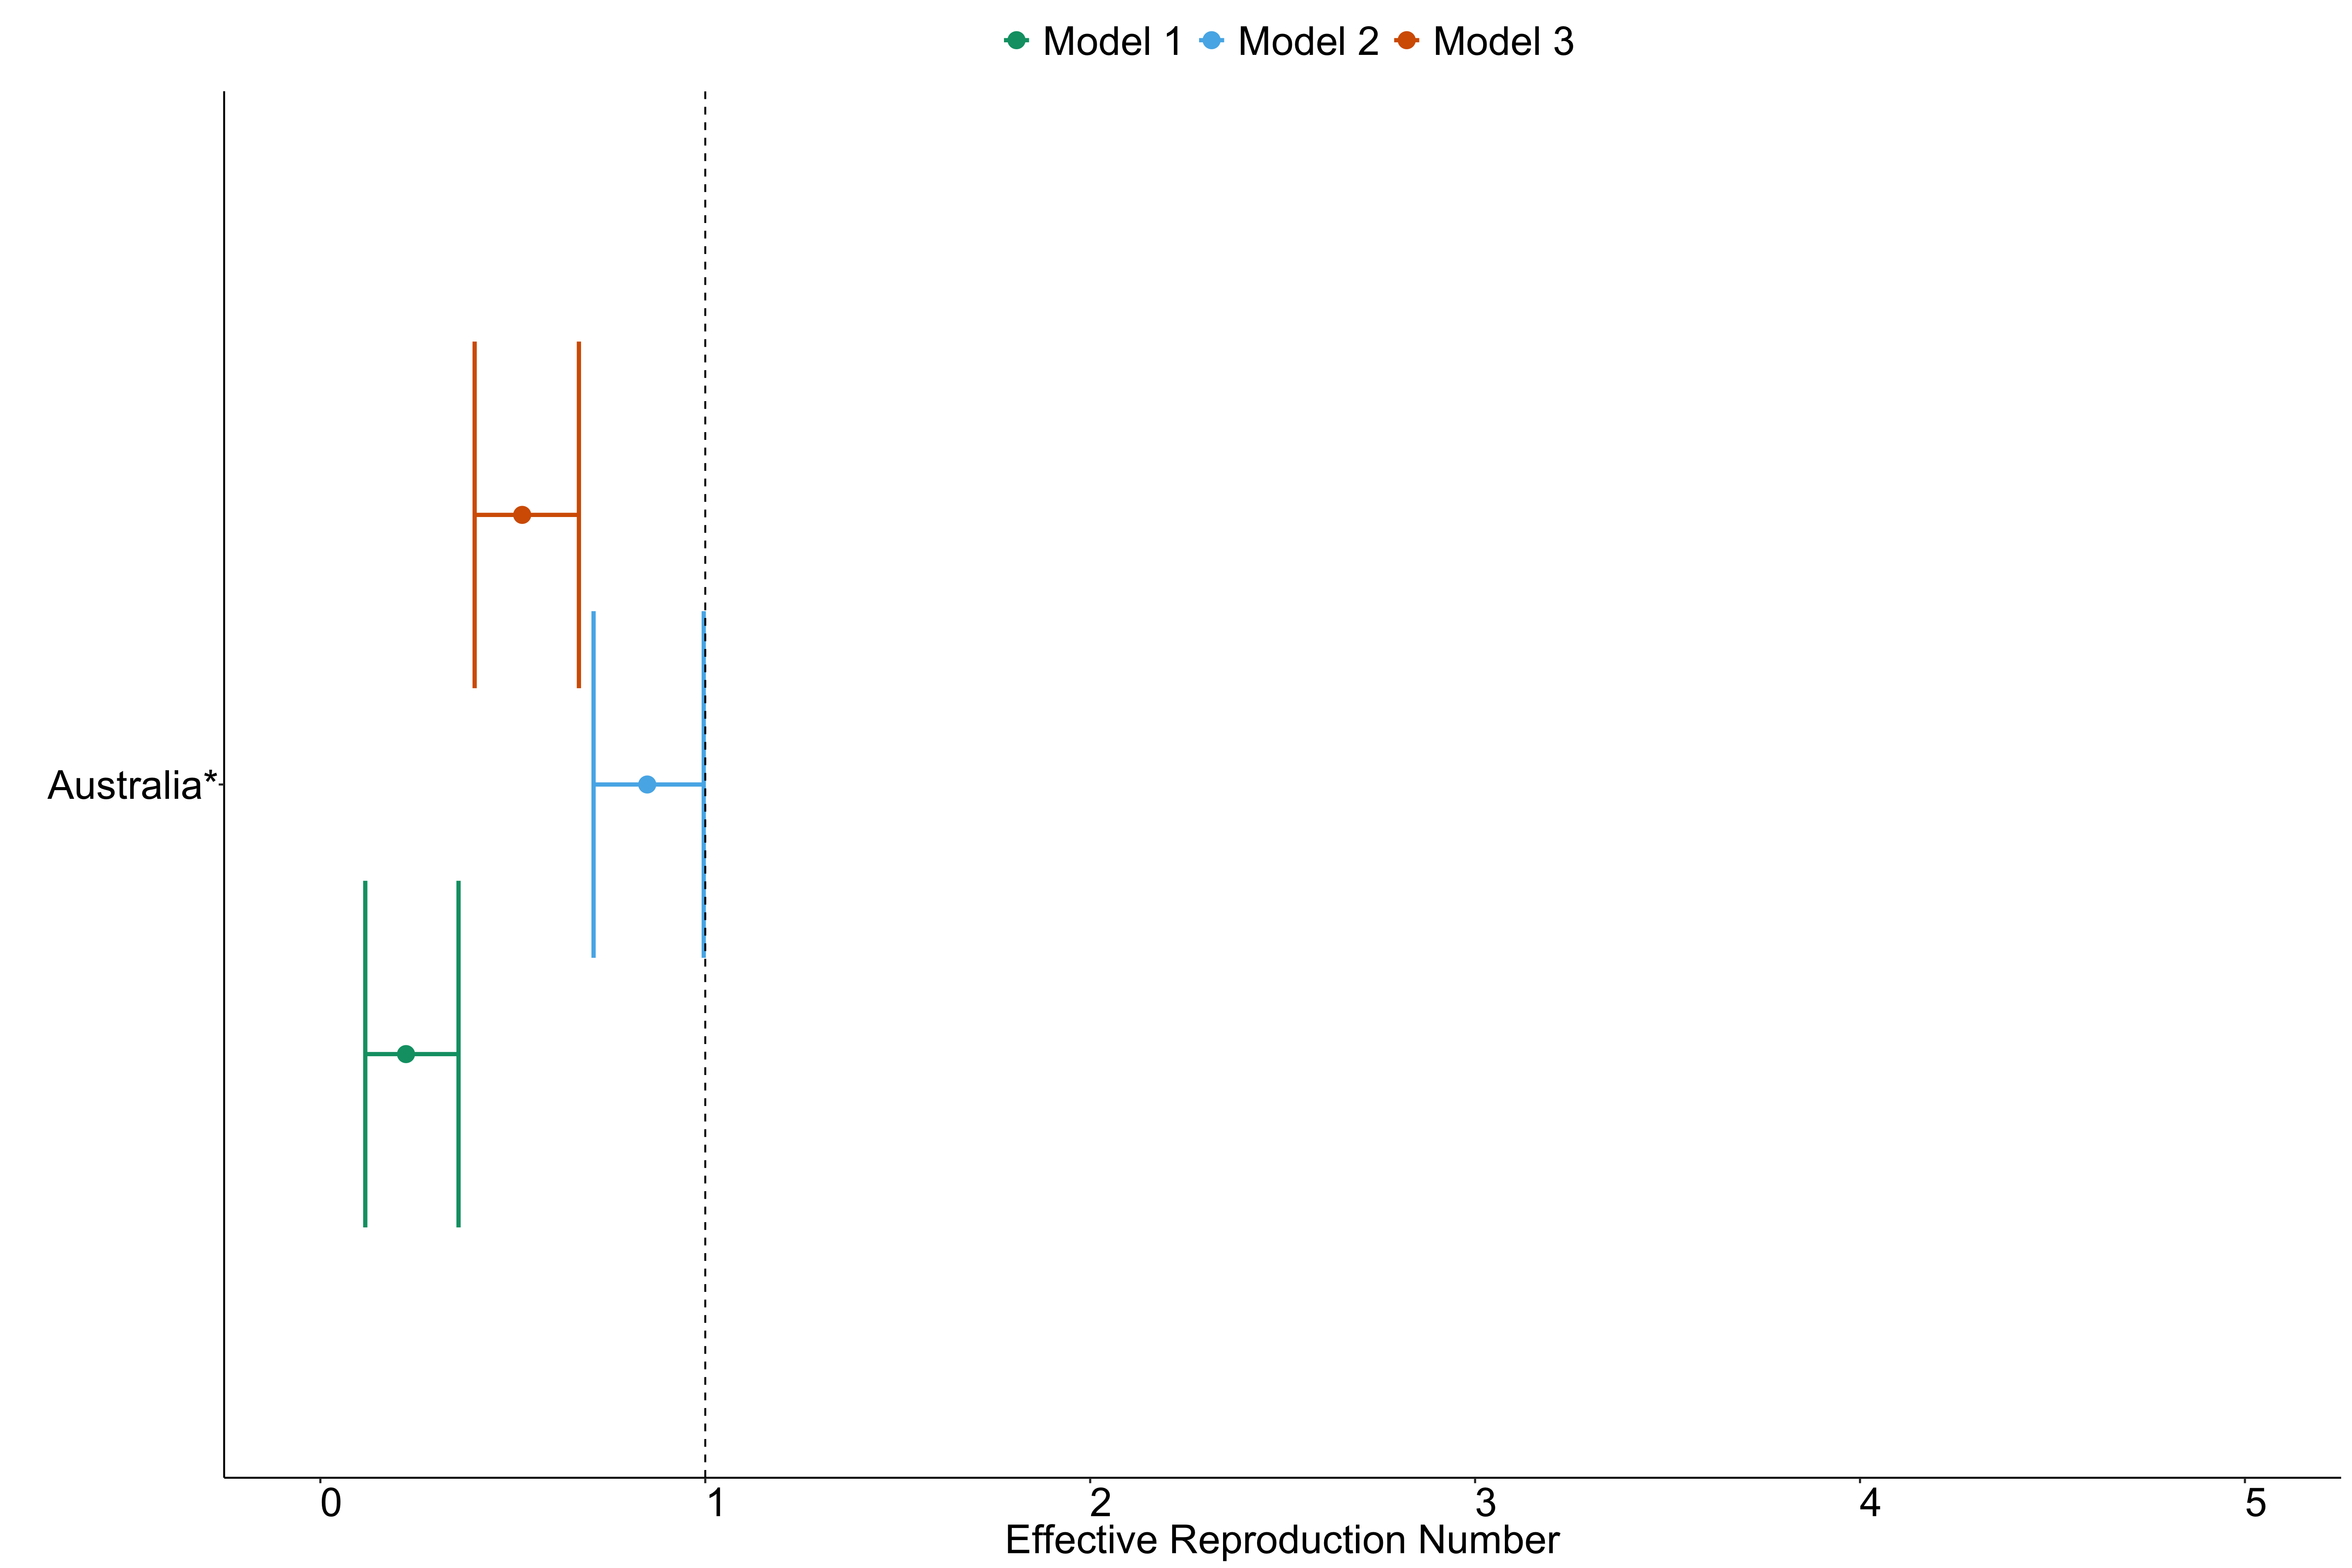 Model 1 Model 2 Model 3
Australia*
0 1 2 3 4 5
Effective Reproduction Number